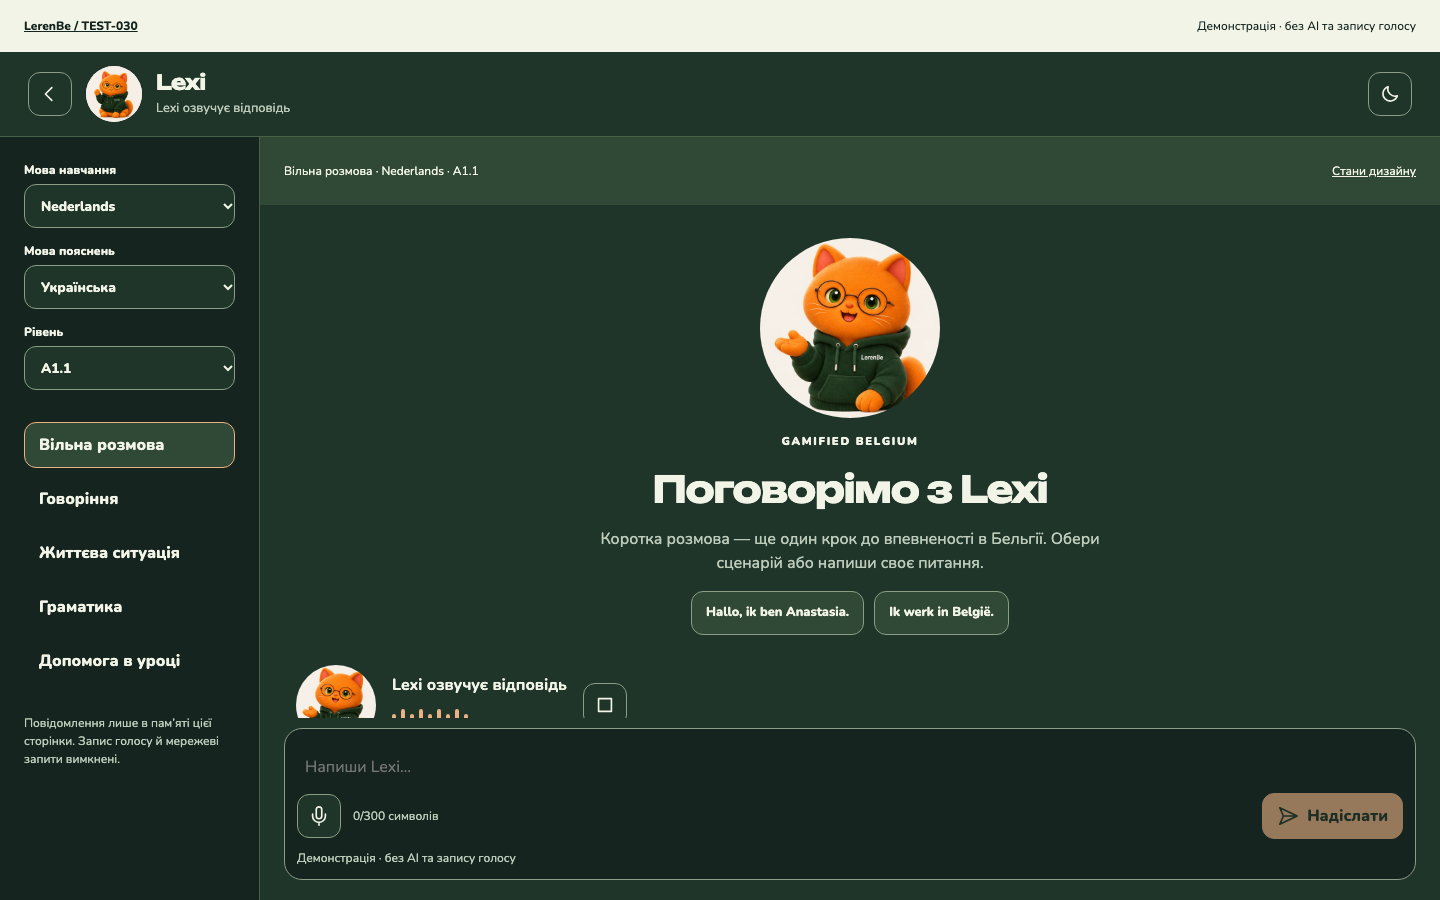 LerenBe / TEST-030
Демонстрація · без AI та запису голосу
Lexi
Lexi озвучує відповідь
Мова навчання
Nederlands
Мова пояснень
Українська
Рівень
A1.1
Вільна розмова
Говоріння
Життєва ситуація
Граматика
Допомога в уроці
Повідомлення лише в пам'яті цієї
сторінки. Запис голосу й мережеві
запити вимкнені.
Вільна розмова · Nederlands · A1.1
Стани дизайну
LerenBe
GAMIFIED BELGIUM
Поговорімо з Lexi
Коротка розмова — ще один крок до впевненості в Бельгії. Обери
сценарій або напиши своє питання.
Hallo, ik ben Anastasia.
Ik werk in België.
Lexi озвучує відповідь
Напиши Lexi...
0/300 символів
Надіслати
Демонстрація · без AI та запису голосу